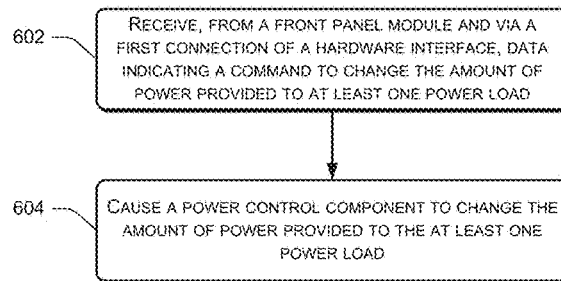 602
RECEIVE, FROM A FRONT PANEL MODULE AND VIA A
FIRST CONNECTION OF A HARDWARE INTERFACE, DATA
INDICATING A COMMAND TO CHANGE THE AMOUNT OF
POWER PROVIDED TO AT LEAST ONE POWER LOAD
604
CAUSE A POWER CONTROL COMPONENT TO CHANGE THE
AMOUNT OF POWER PROVIDED TO THE AT LEAST ONE
POWER LOAD